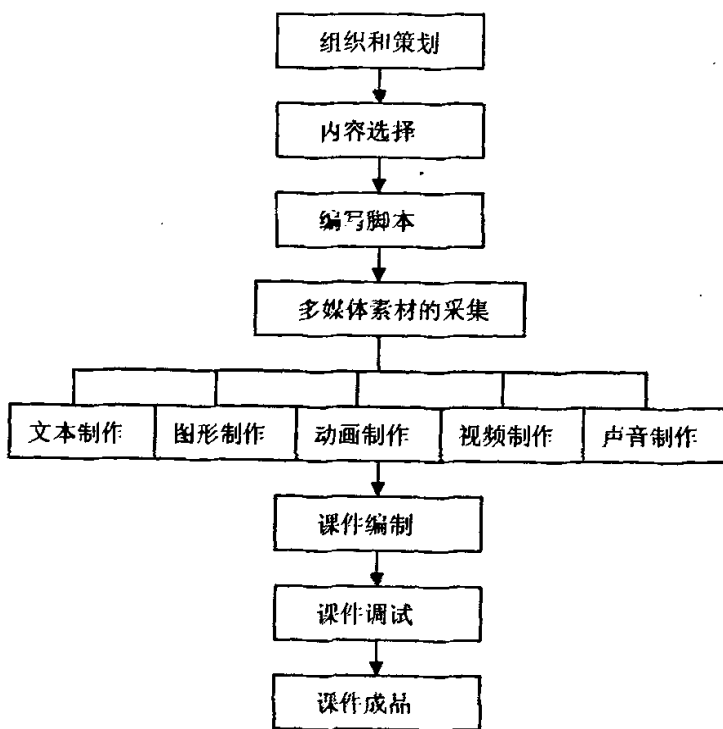 组织和策划
内容选择
编写脚本
多媒体素材的采集
文本制作 图形制作 动画制作 视频制作 声音制作
课件编制
课件调试
课件成品